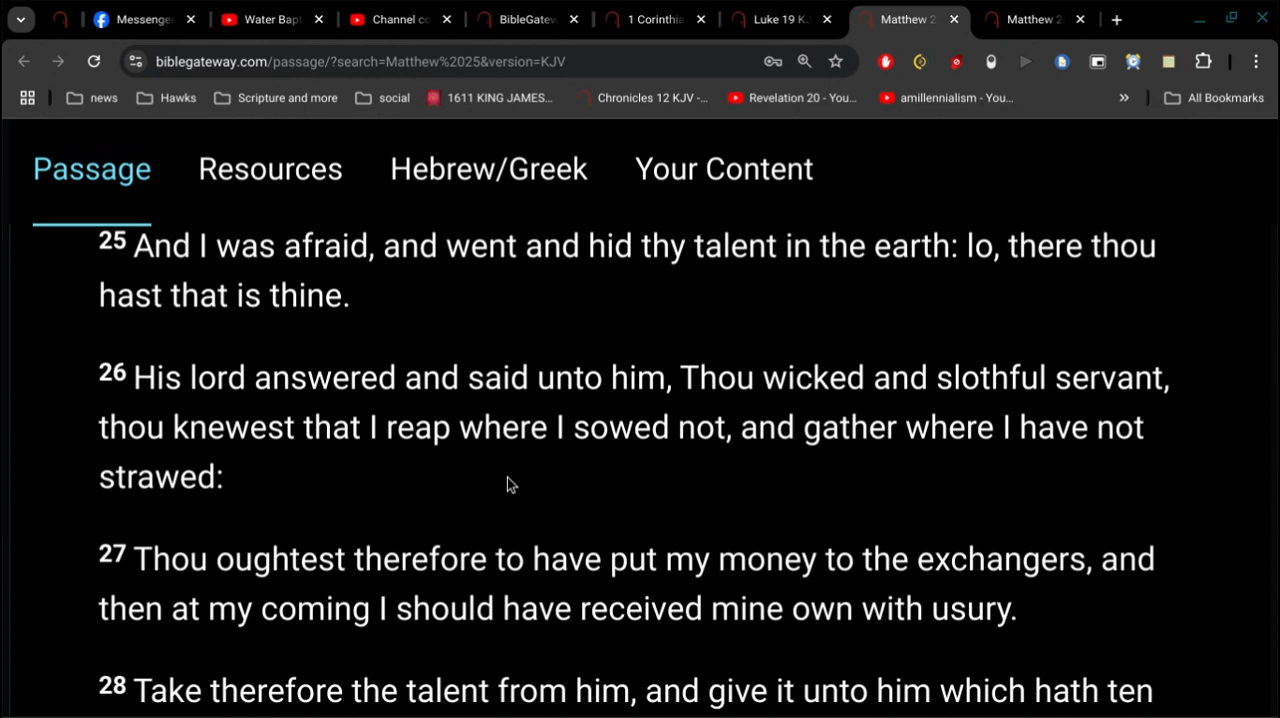 Messenger
Water Bap
Channel co
BibleGatew
1 Corinthia
Luke 19 K
Matthew 2
Matthew 2
biblegateway.com/passage/?search=Matthew%2025&version=KJV
news
Hawks
Scripture and more
social
1611 KING JAMES...
Chronicles 12 KJV -...
Revelation 20 - You...
amillennialism - You...
»
All Bookmarks
Passage
Resources
Hebrew/Greek
Your Content
25 And I was afraid, and went and hid thy talent in the earth: lo, there thou
hast that is thine.
26 His lord answered and said unto him, Thou wicked and slothful servant,
thou knewest that I reap where I sowed not, and gather where I have not
strawed:
27 Thou oughtest therefore to have put my money to the exchangers, and
then at my coming I should have received mine own with usury.
28 Take therefore the talent from him, and give it unto him which hath ten